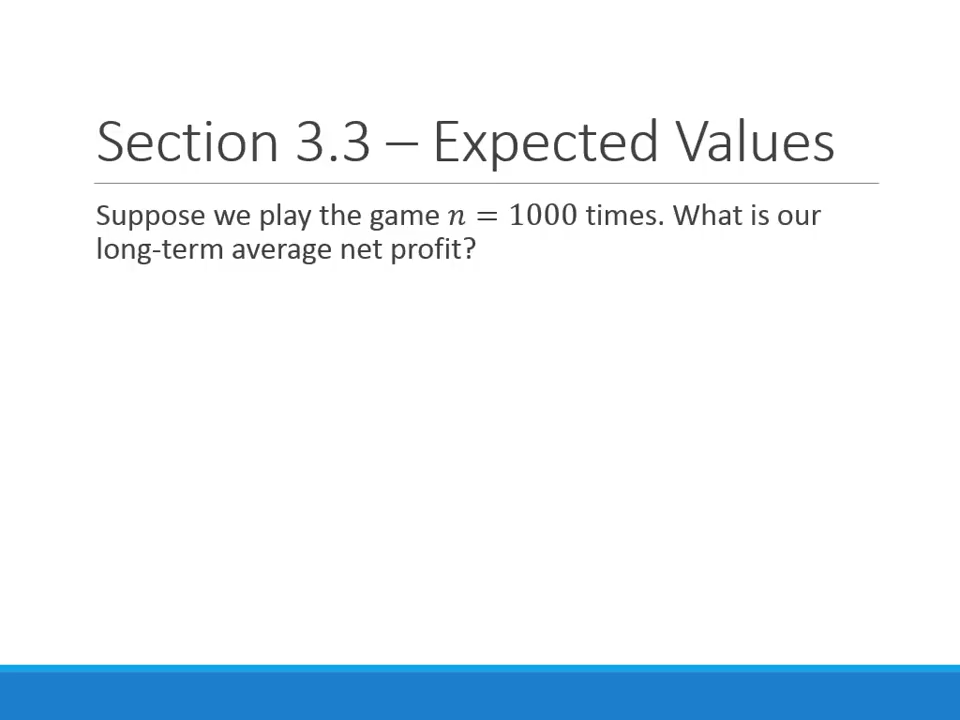 Section 3.3 – Expected Values
Suppose we play the game n = 1000 times. What is our
long-term average net profit?